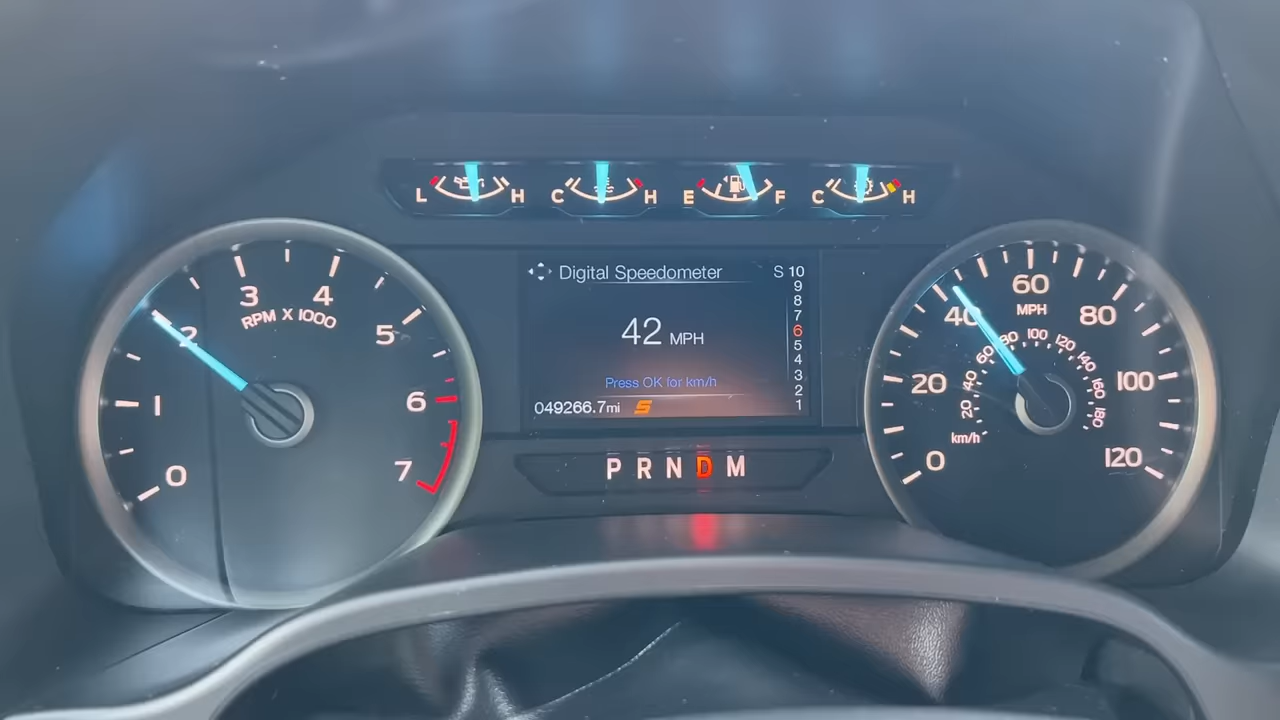 L H C H E F C H
Digital Speedometer
S 10
9
8
7
6
5
4
3
2
1
42 MPH
Press OK for km/h
049266.7mi S
P R N D M
0 1 2 3 4 5 6 7
RPM X 1000
0 20 40 60 80 100 120
MPH
20 40 60 80 100 120 140 160 180
km/h